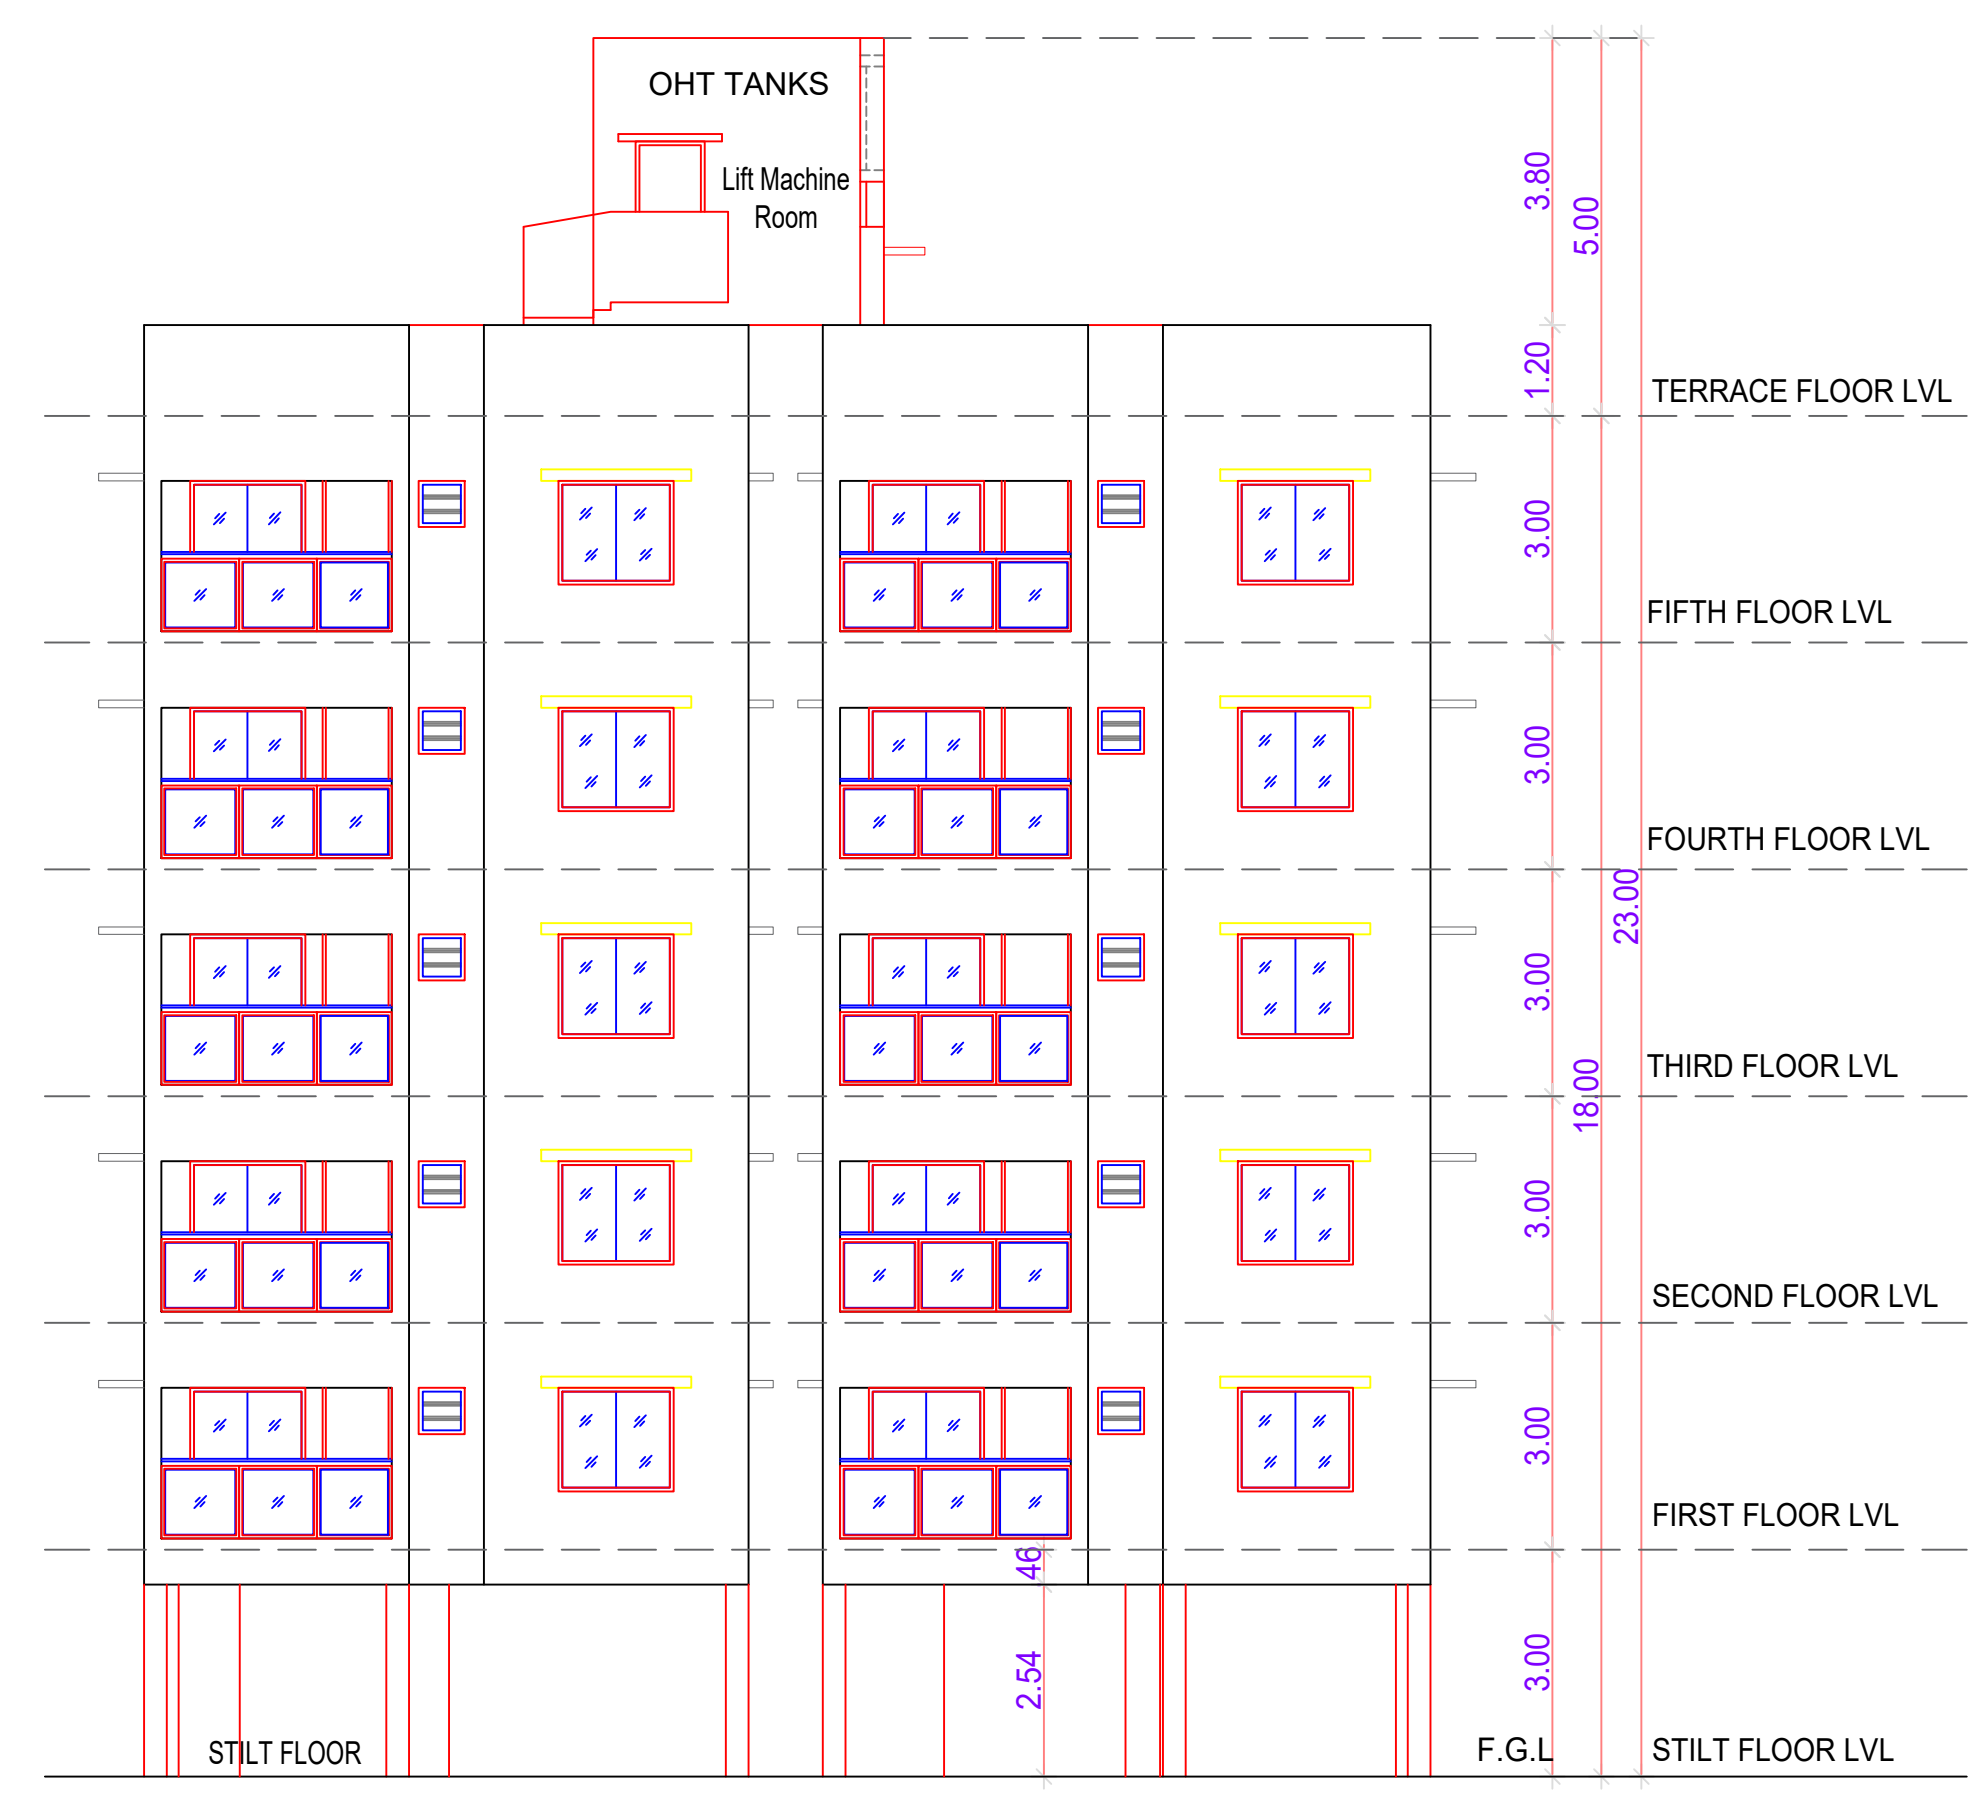 OHT TANKS
Lift Machine
Room
3.80
5.00
1.20
TERRACE FLOOR LVL
3.00
FIFTH FLOOR LVL
3.00
FOURTH FLOOR LVL
23.00
3.00
THIRD FLOOR LVL
18.00
3.00
SECOND FLOOR LVL
3.00
FIRST FLOOR LVL
46
2.54
3.00
STILT FLOOR
F.G.L
STILT FLOOR LVL